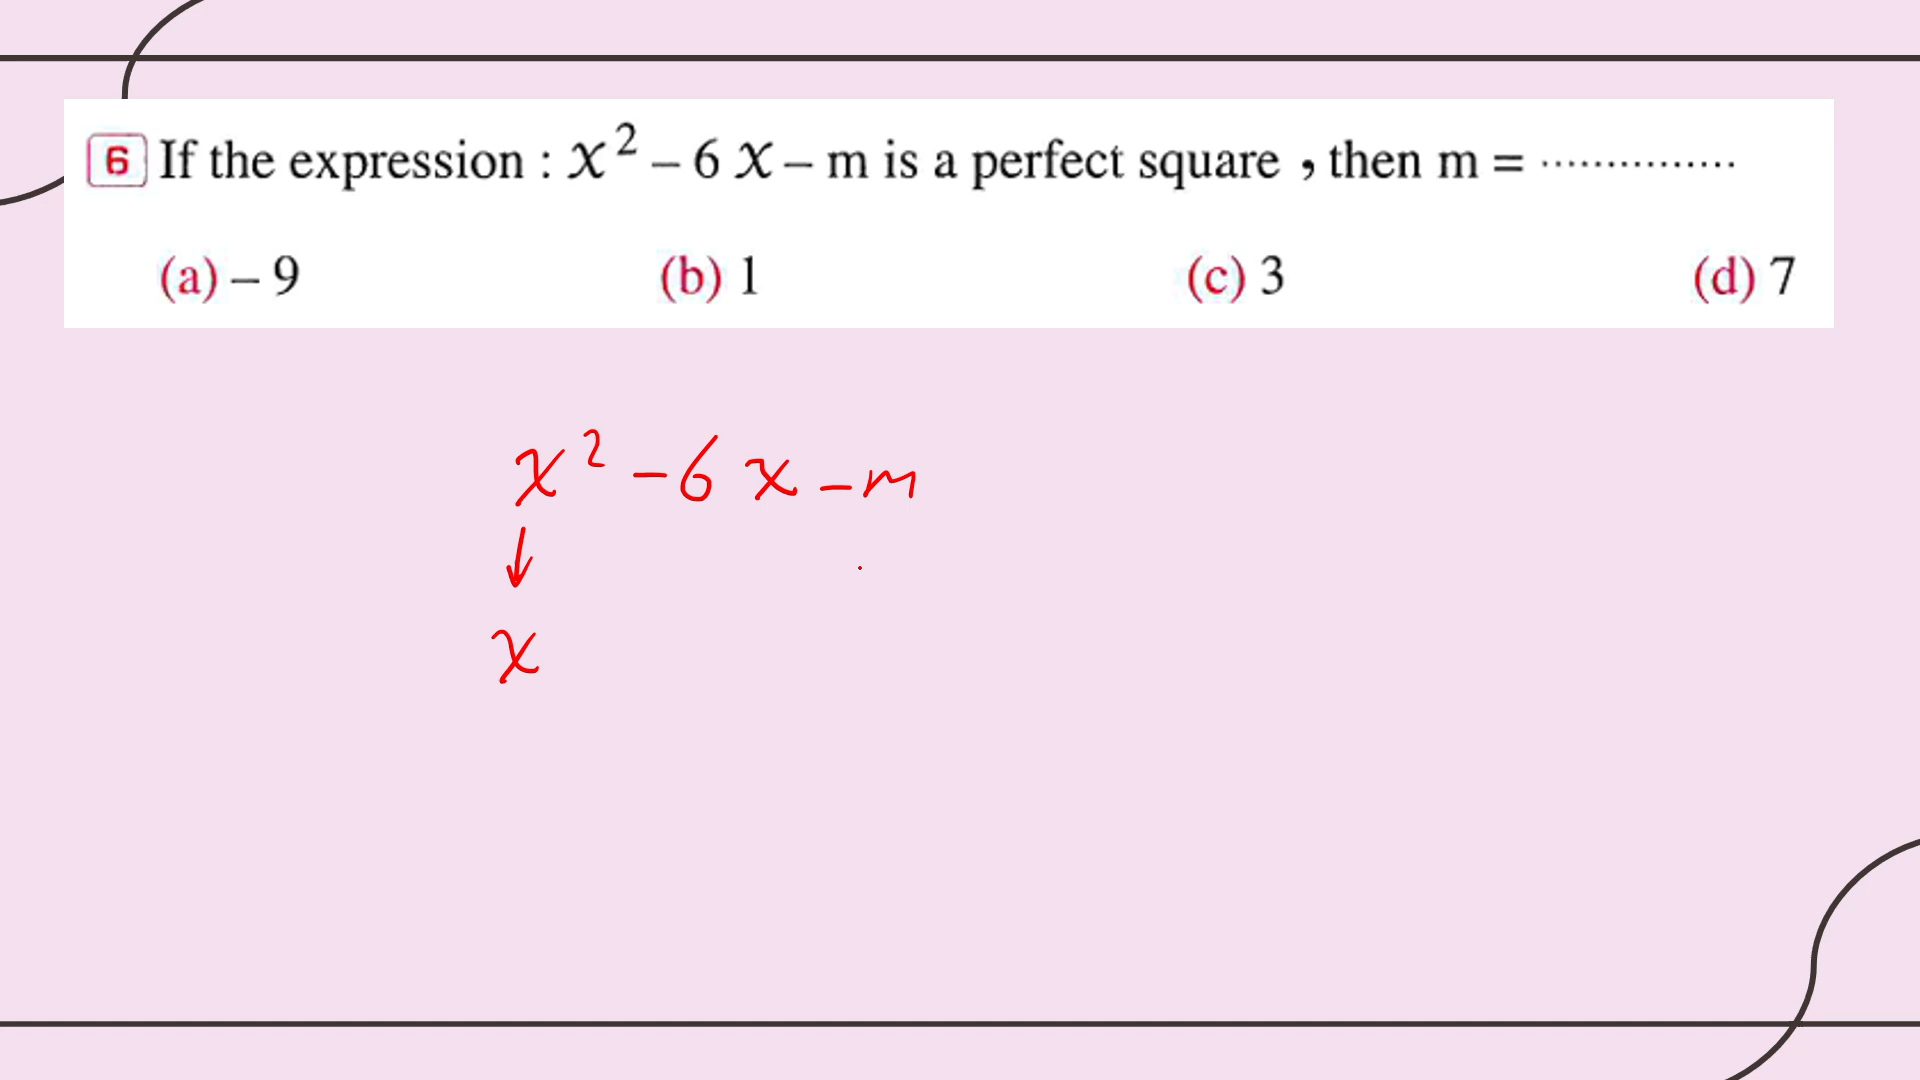 6 If the expression : x² – 6 x – m is a perfect square , then m = ...............
(a) – 9 (b) 1 (c) 3 (d) 7
x² – 6 x – m
↓
x